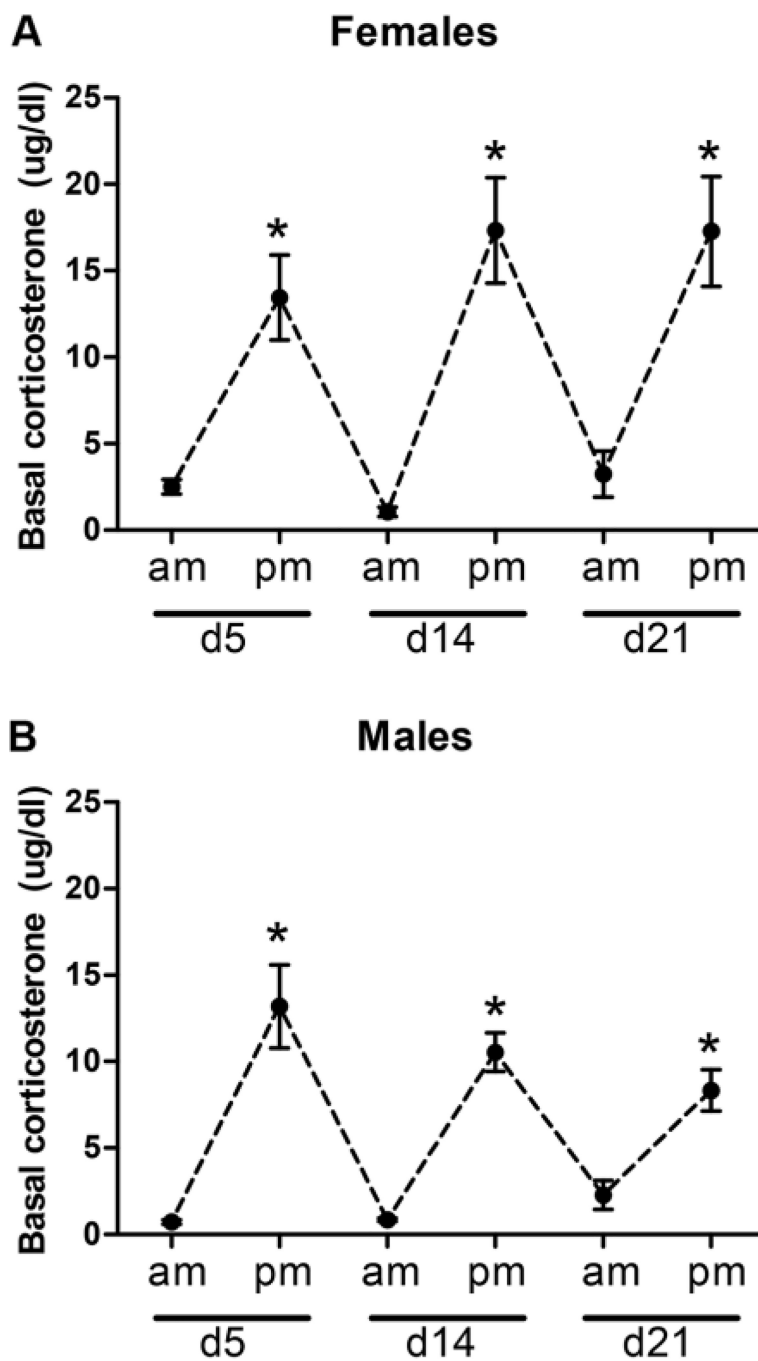 A Females
Basal corticosterone (ug/dl)
25
20
15
10
5
0
* * *
am pm am pm am pm
d5 d14 d21
B Males
Basal corticosterone (ug/dl)
25
20
15
10
5
0
* * *
am pm am pm am pm
d5 d14 d21